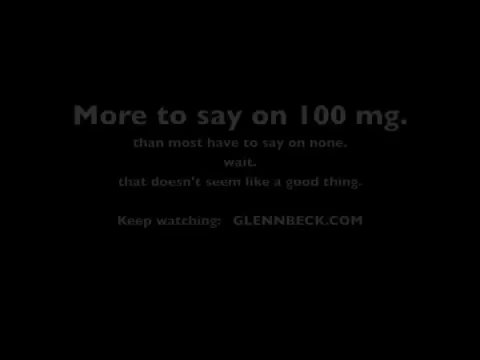 More to say on 100 mg.
than most have to say on none.
wait.
that doesn't seem like a good thing.
Keep watching: GLENNBECK.COM